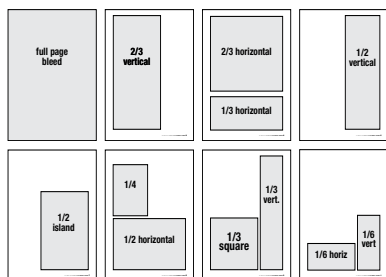 full page
bleed
2/3
vertical
2/3 horizontal
1/3 horizontal
1/2
vertical
1/2
island
1/4
1/2 horizontal
1/3
square
1/3
vert.
1/6 horiz
1/6
vert